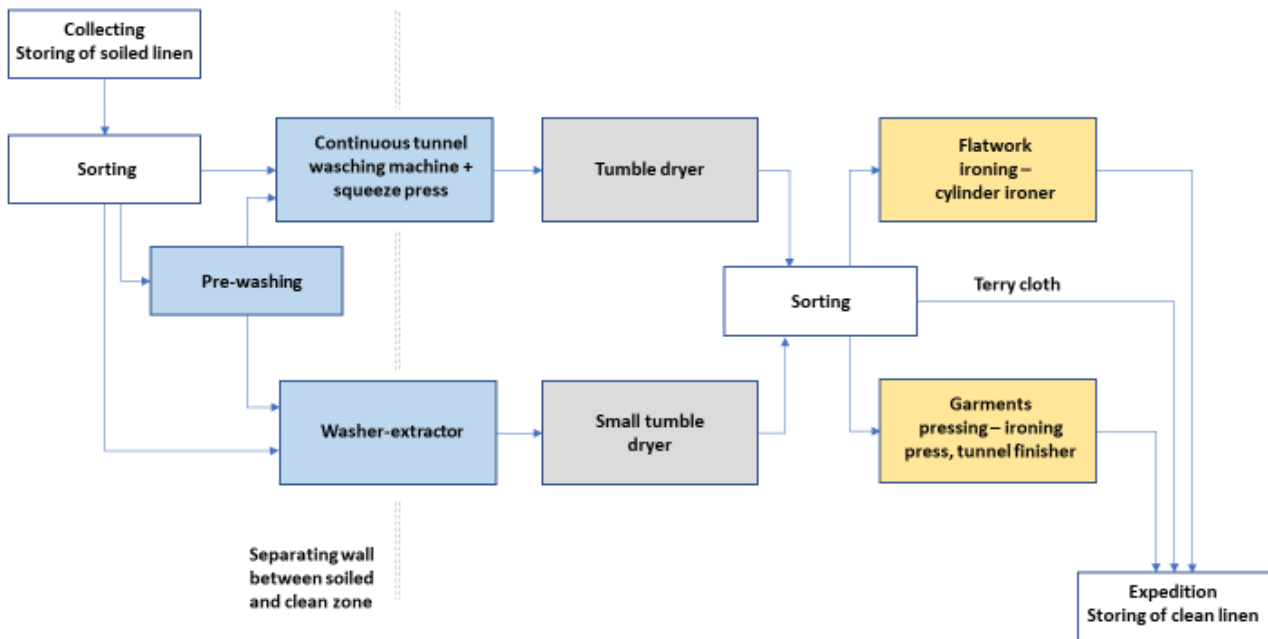 Collecting
Storing of soiled linen
Sorting
Continuous tunnel
wasching machine +
squeeze press
Tumble dryer
Flatwork
ironing –
cylinder ironer
Pre-washing
Sorting
Terry cloth
Washer-extractor
Small tumble
dryer
Garments
pressing – ironing
press, tunnel finisher
Separating wall
between soiled
and clean zone
Expedition
Storing of clean linen